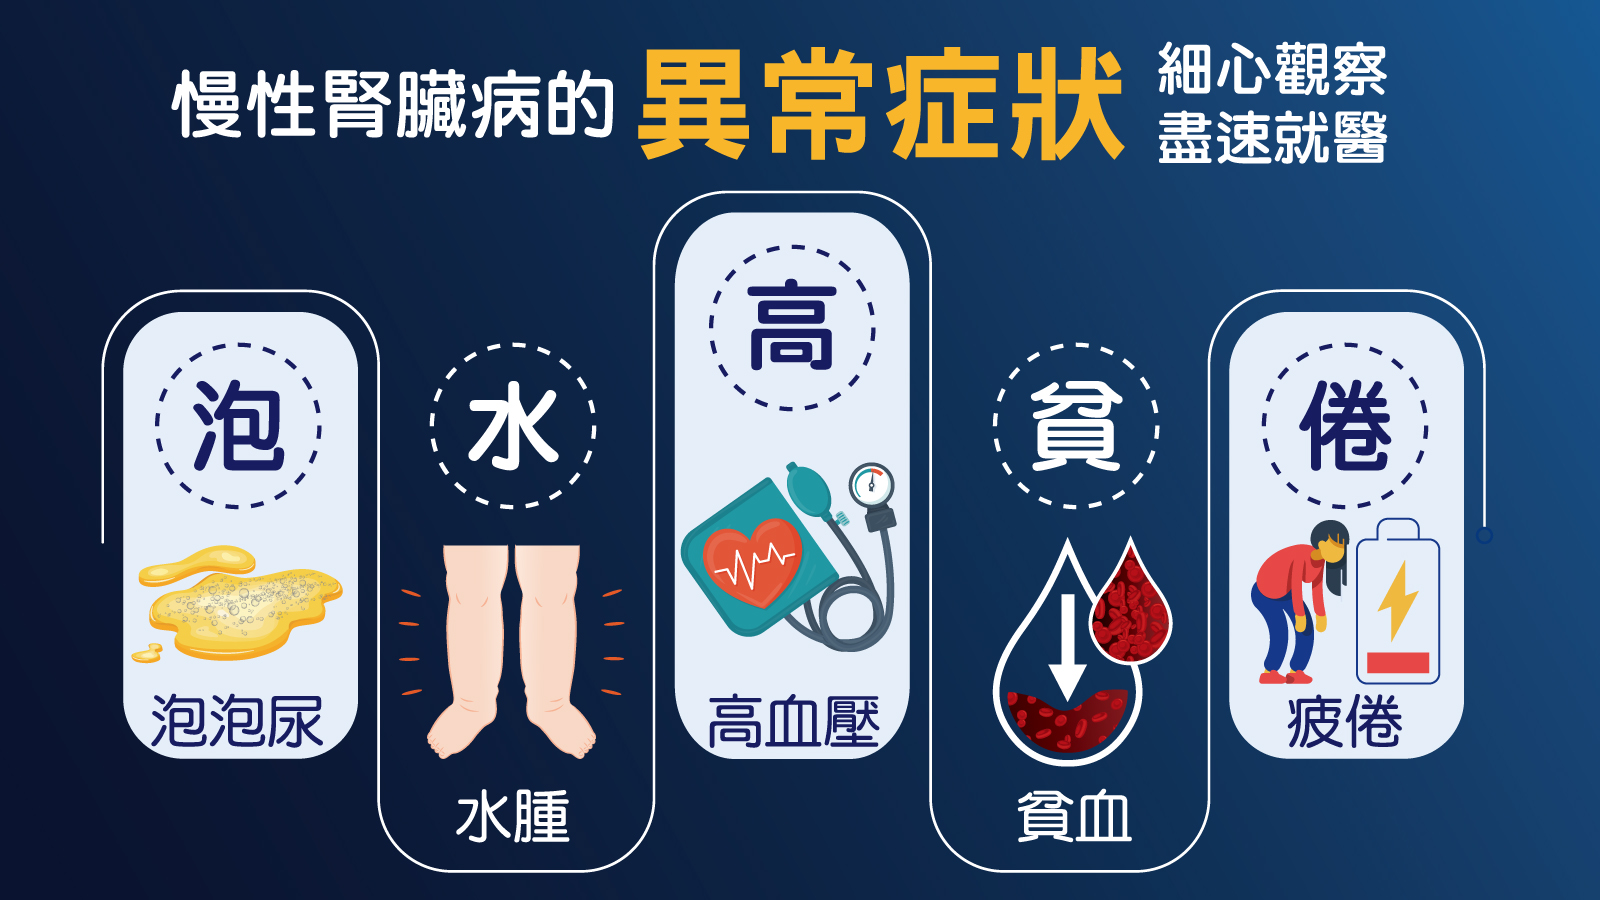 慢性腎臟病的異常症狀
細心觀察
盡速就醫
泡
泡泡尿
水
水腫
高
高血壓
貧
貧血
倦
疲倦